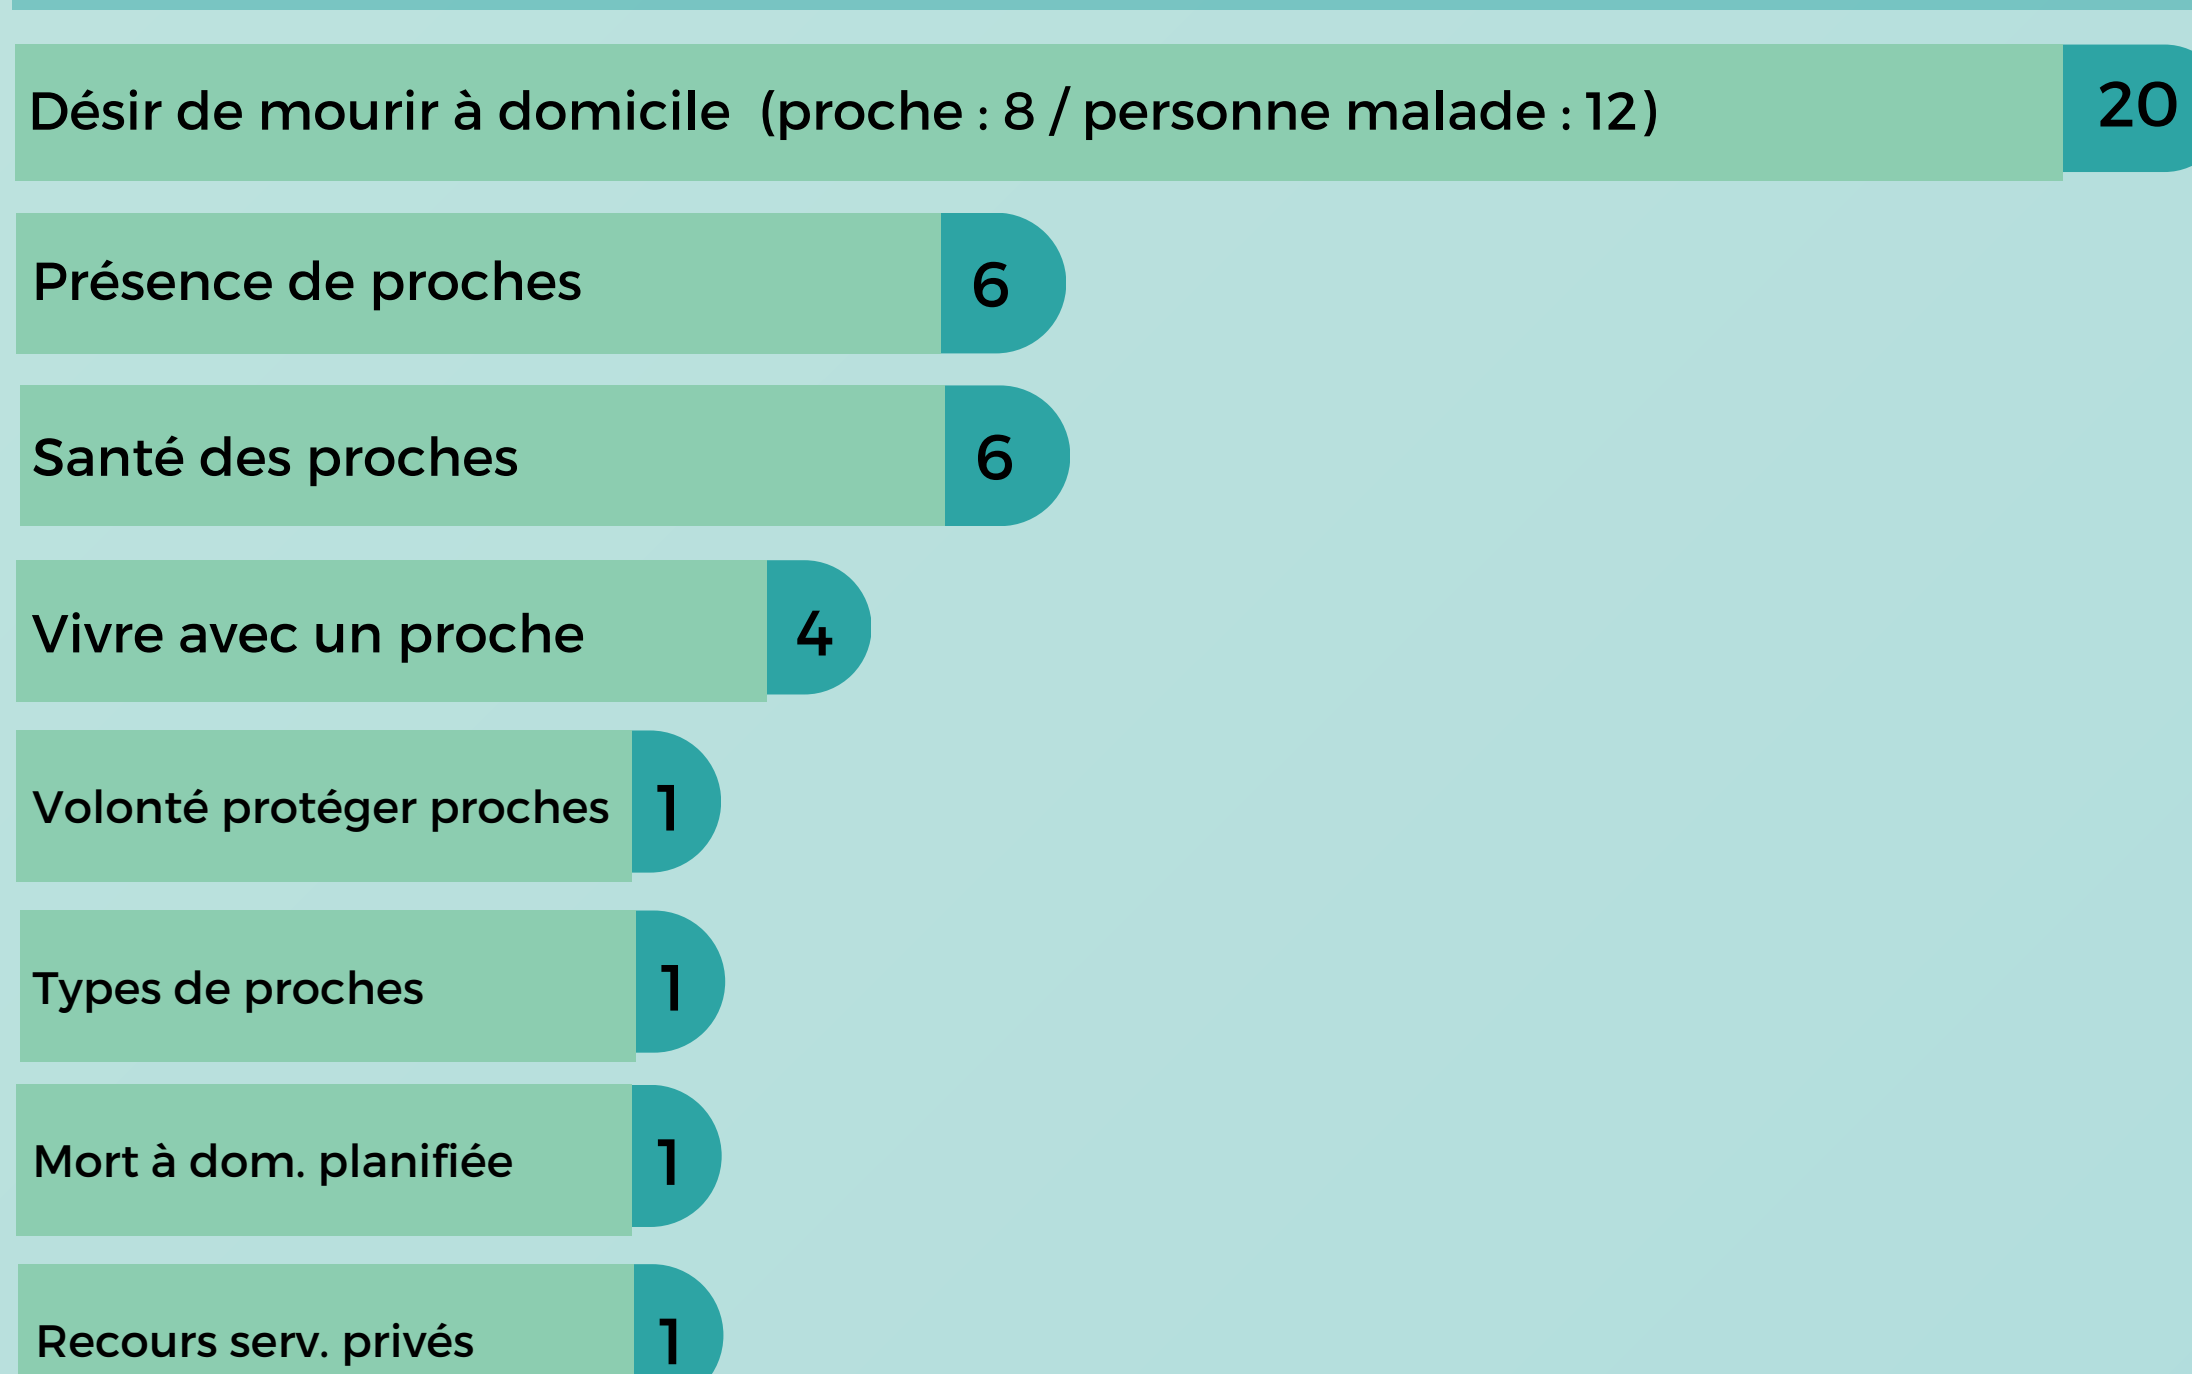 Désir de mourir à domicile (proche : 8 / personne malade : 12) 20
Présence de proches 6
Santé des proches 6
Vivre avec un proche 4
Volonté protéger proches 1
Types de proches 1
Mort à dom. planifiée 1
Recours serv. privés 1